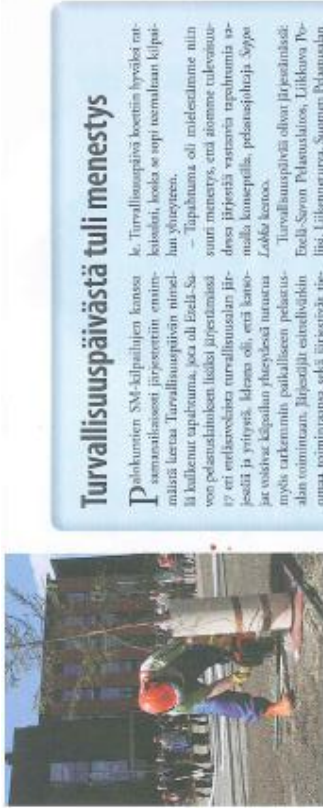 Turvallisuuspäivästä tuli menestys
Palokuntien SM-kilpailujen kanssa
samanaikaisesti järjestettiin ensim-
mäistä kertaa Turvallisuuspäivän nimel-
lä kulkenut tapahtuma, jota oli Etelä-Sa-
von pelastuslaitoksen lisäksi järjestämässä
17 eri eteläsavolaista turvallisuusalan jär-
jestöä ja yritystä. Ideana oli, että katso-
jat voisivat kilpailun yhteydessä tutustua
myös tarkemmin paikalliseen pelastus-
alan toimintaan. Järjestäjät esittelivätkin
omaa toimintaansa sekä järjestivät tie-
le. Turvallisuuspäivä koettiin hyväksi rat-
kaisuksi, koska se sopi teemaltaan kilpai-
lun yhteyteen.
– Tapahtuma oli mielestämme niin
suuri menestys, että aiomme tulevaisuu-
dessa järjestää vastaavia tapahtumia sa-
malla konseptilla, pelastusjohtaja Seppo
Lokka kertoo.
Turvallisuuspäivää olivat järjestämässä:
Etelä-Savon Pelastuslaitos, Liikkuva Po-
liisi, Liikenneturva, Suomen Pelastusalan